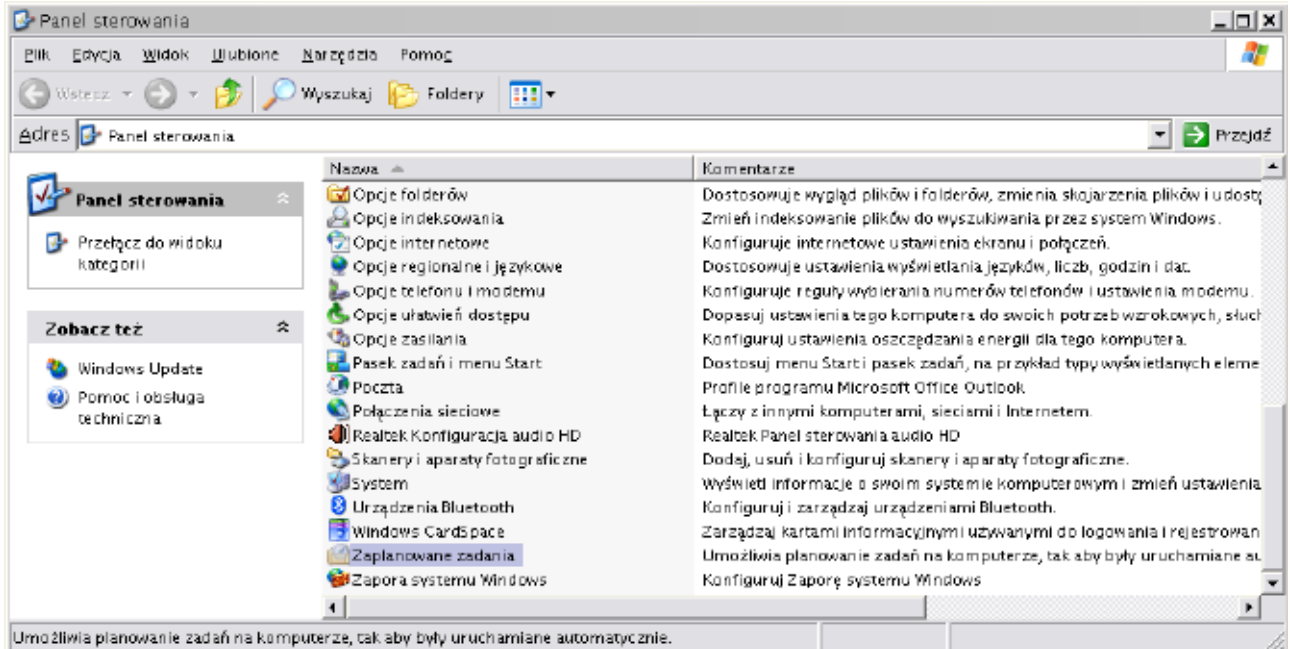 Panel sterowania
Plik Edycja Widok Ulubione Narzędzia Pomoc
Wstecz Wyszukaj Foldery
Adres Panel sterowania Przejdź
Panel sterowania
Przełącz do widoku
kategorii
Zobacz też
Windows Update
Pomoc i obsługa
techniczna
Nazwa Komentarze
Opcje folderów Dostosowuje wygląd plików i folderów, zmienia skojarzenia plików i udostę
Opcje indeksowania Zmień indeksowanie plików do wyszukiwania przez system Windows.
Opcje internetowe Konfiguruje internetowe ustawienia ekranu i połączeń.
Opcje regionalne i językowe Dostosowuje ustawienia wyświetlania języków, liczb, godzin i dat.
Opcje telefonu i modemu Konfiguruje reguły wybierania numerów telefonów i ustawienia modemu.
Opcje ułatwień dostępu Dopasuj ustawienia tego komputera do swoich potrzeb wzrokowych, słuch
Opcje zasilania Konfiguruj ustawienia oszczędzania energii dla tego komputera.
Pasek zadań i menu Start Dostosuj menu Start i pasek zadań, na przykład typy wyświetlanych eleme
Poczta Profile programu Microsoft Office Outlook
Połączenia sieciowe Łączy z innymi komputerami, sieciami i Internetem.
Realtek Konfiguracja audio HD Realtek Panel sterowania audio HD
Skanery i aparaty fotograficzne Dodaj, usuń i konfiguruj skanery i aparaty fotograficzne.
System Wyświetl informacje o swoim systemie komputerowym i zmień ustawienia
Urządzenia Bluetooth Konfiguruj i zarządzaj urządzeniami Bluetooth.
Windows CardSpace Zarządzaj kartami informacyjnymi używanymi do logowania i rejestrowan
Zaplanowane zadania Umożliwia planowanie zadań na komputerze, tak aby były uruchamiane au
Zapora systemu Windows Konfiguruj Zaporę systemu Windows
Umożliwia planowanie zadań na komputerze, tak aby były uruchamiane automatycznie.